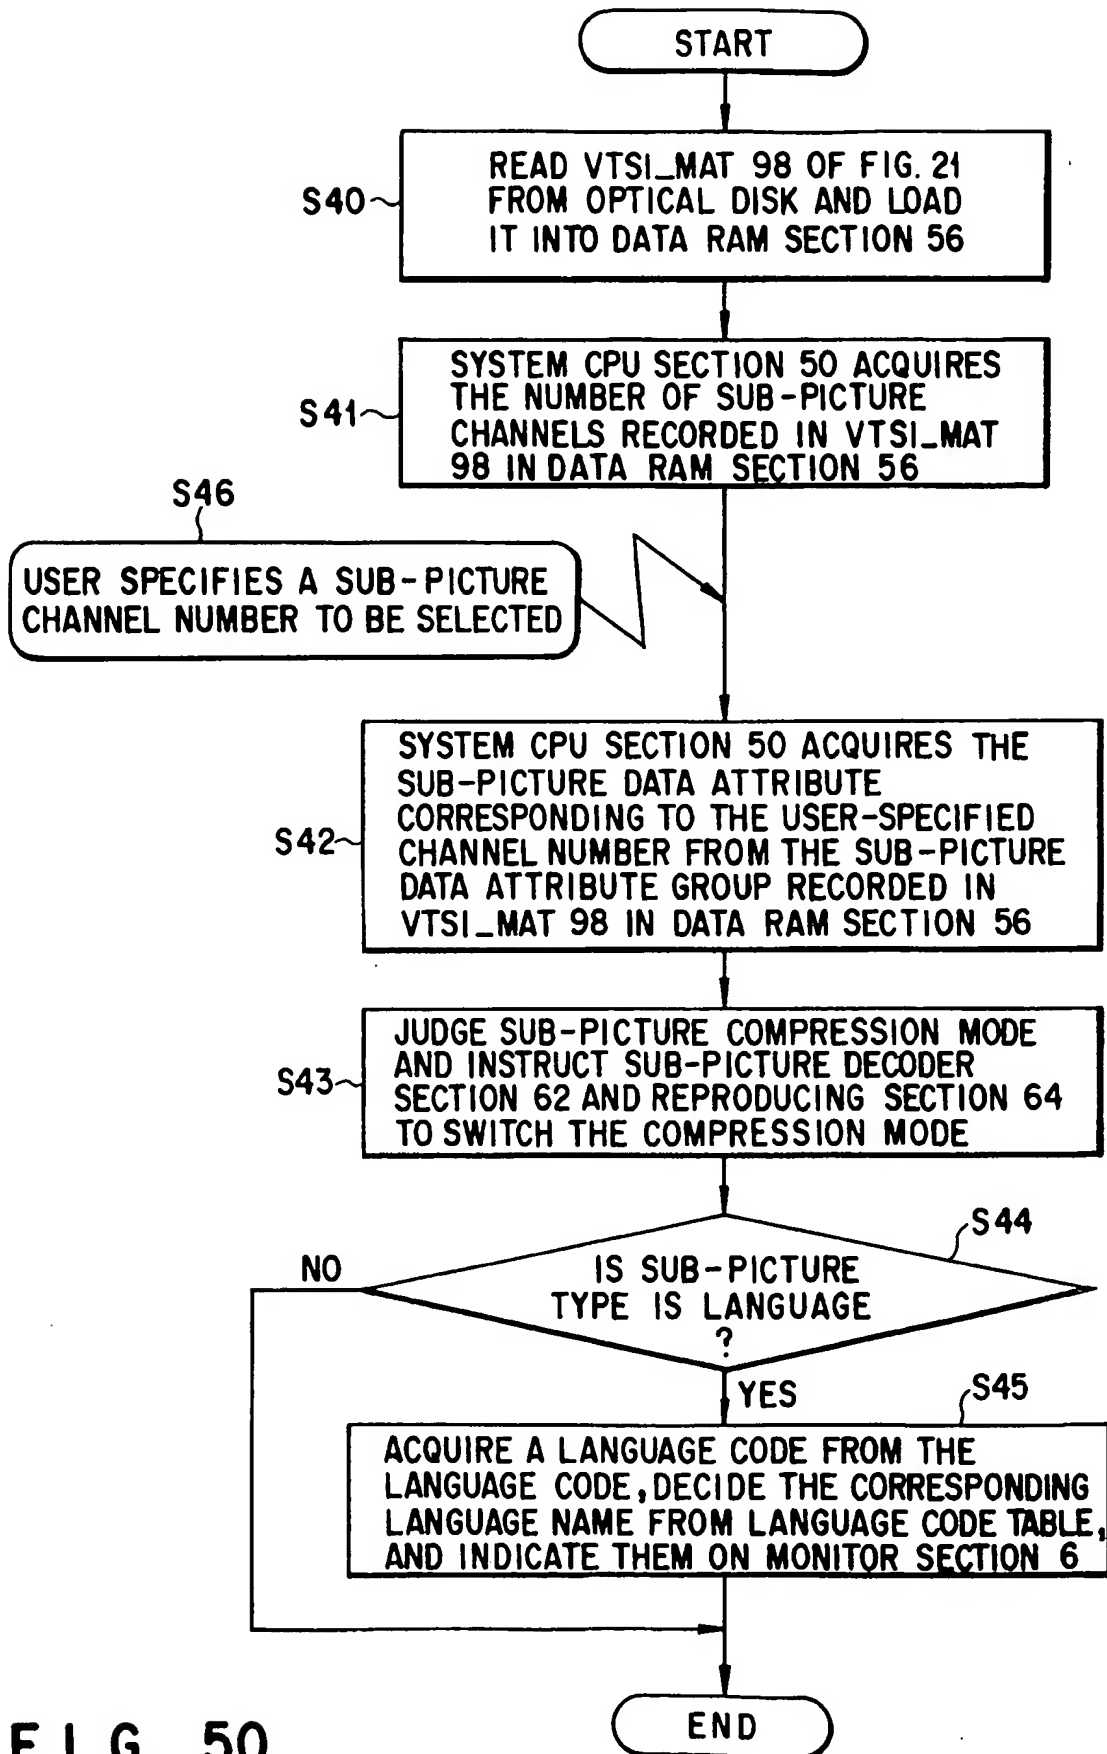 START
S40
READ VTSI_MAT 98 OF FIG. 21
FROM OPTICAL DISK AND LOAD
IT INTO DATA RAM SECTION 56
S41
SYSTEM CPU SECTION 50 ACQUIRES
THE NUMBER OF SUB-PICTURE
CHANNELS RECORDED IN VTSI_MAT
98 IN DATA RAM SECTION 56
S46
USER SPECIFIES A SUB-PICTURE
CHANNEL NUMBER TO BE SELECTED
S42
SYSTEM CPU SECTION 50 ACQUIRES THE
SUB-PICTURE DATA ATTRIBUTE
CORRESPONDING TO THE USER-SPECIFIED
CHANNEL NUMBER FROM THE SUB-PICTURE
DATA ATTRIBUTE GROUP RECORDED IN
VTSI_MAT 98 IN DATA RAM SECTION 56
S43
JUDGE SUB-PICTURE COMPRESSION MODE
AND INSTRUCT SUB-PICTURE DECODER
SECTION 62 AND REPRODUCING SECTION 64
TO SWITCH THE COMPRESSION MODE
S44
NO
IS SUB-PICTURE
TYPE IS LANGUAGE
?
YES
S45
ACQUIRE A LANGUAGE CODE FROM THE
LANGUAGE CODE, DECIDE THE CORRESPONDING
LANGUAGE NAME FROM LANGUAGE CODE TABLE,
AND INDICATE THEM ON MONITOR SECTION 6
END
FIG. 50